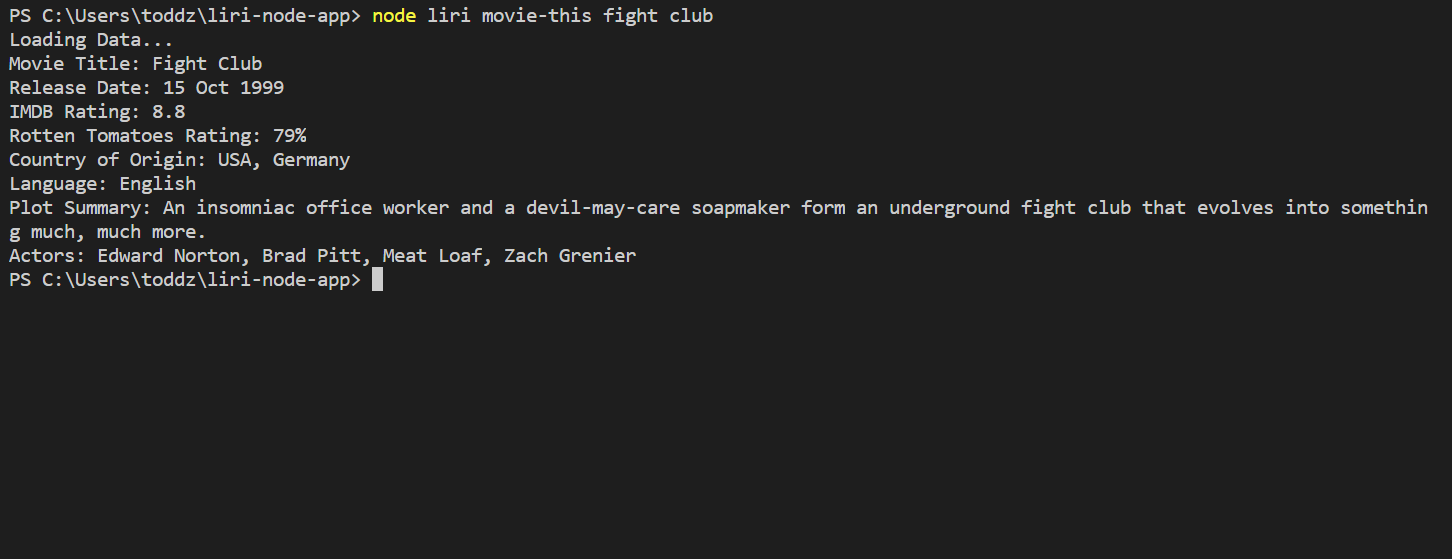 PS C:\Users\toddz\liri-node-app> node liri movie-this fight club
Loading Data...
Movie Title: Fight Club
Release Date: 15 Oct 1999
IMDB Rating: 8.8
Rotten Tomatoes Rating: 79%
Country of Origin: USA, Germany
Language: English
Plot Summary: An insomniac office worker and a devil-may-care soapmaker form an underground fight club that evolves into somethin
g much, much more.
Actors: Edward Norton, Brad Pitt, Meat Loaf, Zach Grenier
PS C:\Users\toddz\liri-node-app>